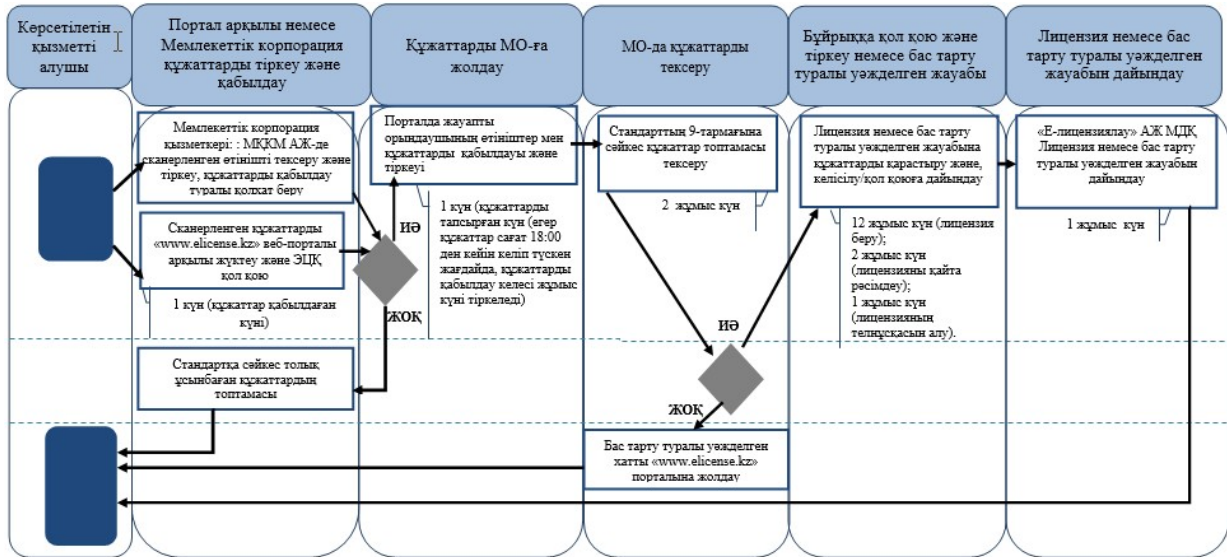 Көрсетілетін
қызметті
алушы
Портал арқылы немесе
Мемлекеттік корпорация
құжаттарды тіркеу және
қабылдау
Құжаттарды МО-ға
жолдау
МО-да құжаттарды
тексеру
Бұйрыққа қол қою және
тіркеу немесе бас тарту
туралы уәжделген жауабы
Лицензия немесе бас
тарту туралы уәжделген
жауабын дайындау
Мемлекеттік корпорация
қызметкері: : МҚКМ АЖ-де
сканерленген өтінішті тексеру және
тіркеу, құжаттарды қабылдау
туралы қолхат беру
Сканерленген құжаттарды
«www.elicense.kz» веб-порталы
арқылы жүктеу және ЭЦҚ
қол қою
1 күн (құжаттар қабылдаған
күні)
Стандартқа сәйкес толық
ұсынбаған құжаттардың
топтамасы
Порталда жауапты
орындаушының өтініштер мен
құжаттарды қабылдауы және
тіркеуі
ИӘ
1 күн (құжаттарды
тапсырған күн (егер
құжаттар сағат 18:00
ден кейін келіп түскен
жағдайда, құжаттарды
қабылдау келесі жұмыс
күні тіркеледі)
ЖОҚ
Стандарттың 9-тармағына
сәйкес құжаттар топтамасы
тексеру
2 жұмыс күн
ИӘ
ЖОҚ
Бас тарту туралы уәжделген
хатты «www.elicense.kz»
порталына жолдау
Лицензия немесе бас тарту
туралы уәжделген жауабына
құжаттарды қарастыру және,
келісілу/қол қоюға дайындау
12 жұмыс күн (лицензия
беру);
2 жұмыс күн
(лицензияны қайта
рәсімдеу);
1 жұмыс күн
(лицензияның
телнұсқасын алу).
«Е-лицензиялау» АЖ МДҚ
Лицензия немесе бас тарту
туралы уәжделген жауабын
дайындау
1 жұмыс күн